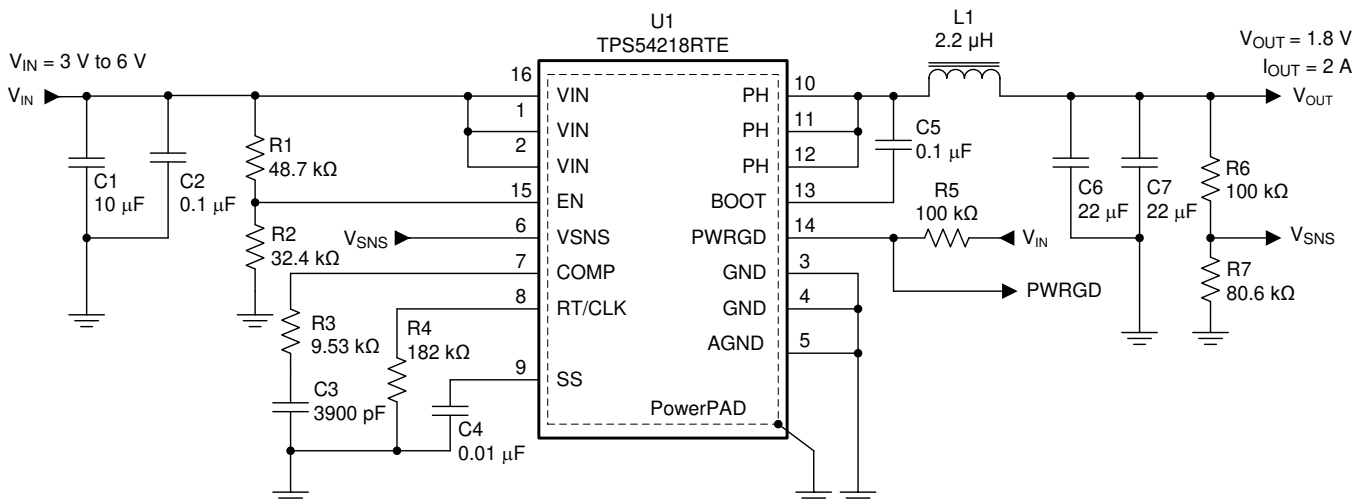 U1
TPS54218RTE
L1
2.2 µH
VIN = 3 V to 6 V
VOUT = 1.8 V
IOUT = 2 A
VIN
VOUT
16
1
2
15
6
7
8
9
VIN
VIN
VIN
EN
VSNS
COMP
RT/CLK
SS
PH
PH
PH
BOOT
PWRGD
GND
GND
AGND
PowerPAD
10
11
12
13
14
3
4
5
C1
10 µF
C2
0.1 µF
R1
48.7 kΩ
R2
32.4 kΩ
VSNS
R3
9.53 kΩ
C3
3900 pF
R4
182 kΩ
C4
0.01 µF
C5
0.1 µF
R5
100 kΩ
VIN
PWRGD
C6
22 µF
C7
22 µF
R6
100 kΩ
VSNS
R7
80.6 kΩ